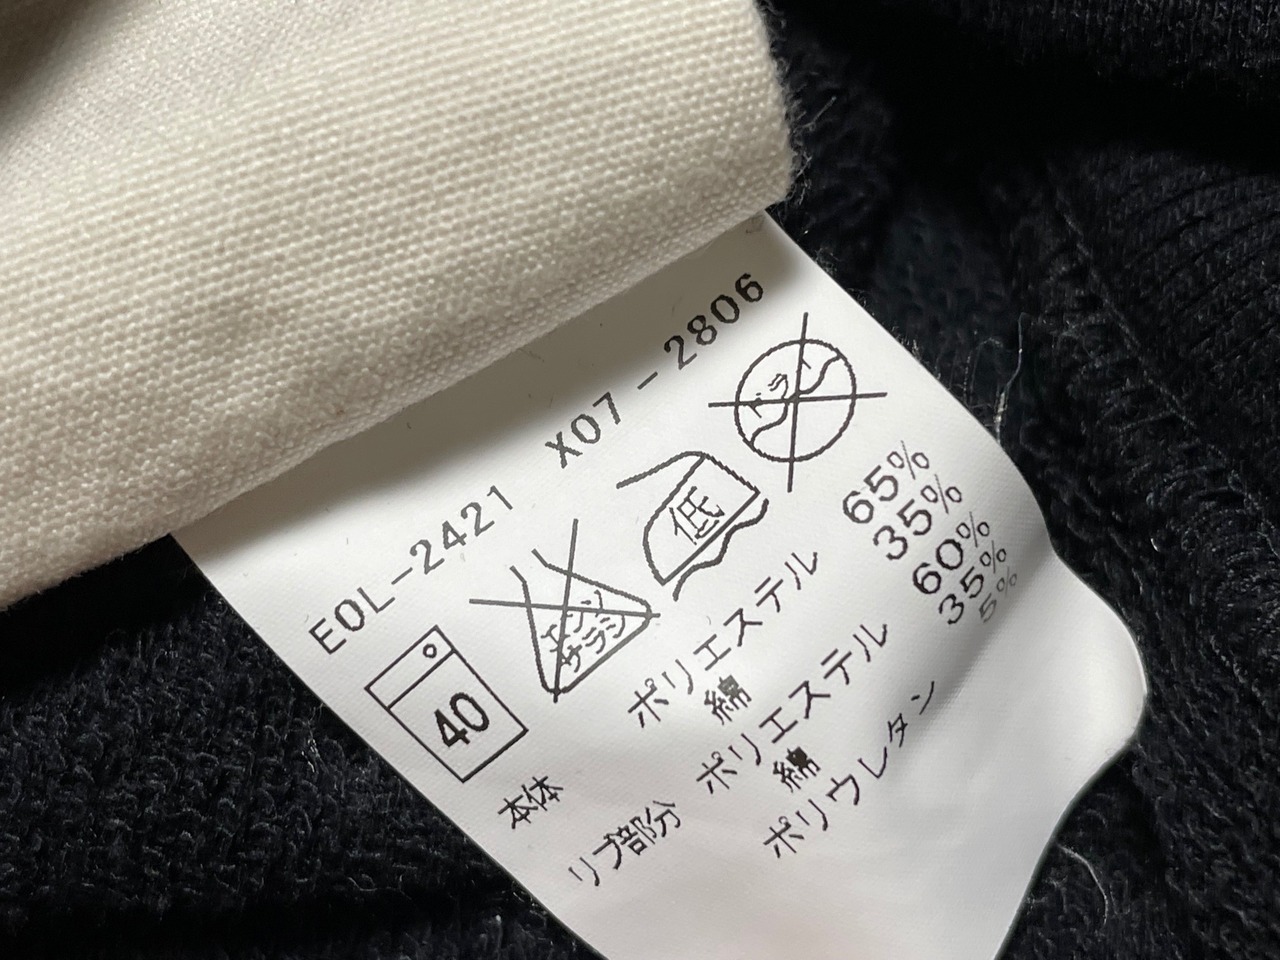 EOL-2421 X07-2806
40 エンソ サラシ 低 ドライ
本体 ポリエステル 65%
綿 35%
リブ部分 ポリエステル 60%
綿 35%
ポリウレタン 5%